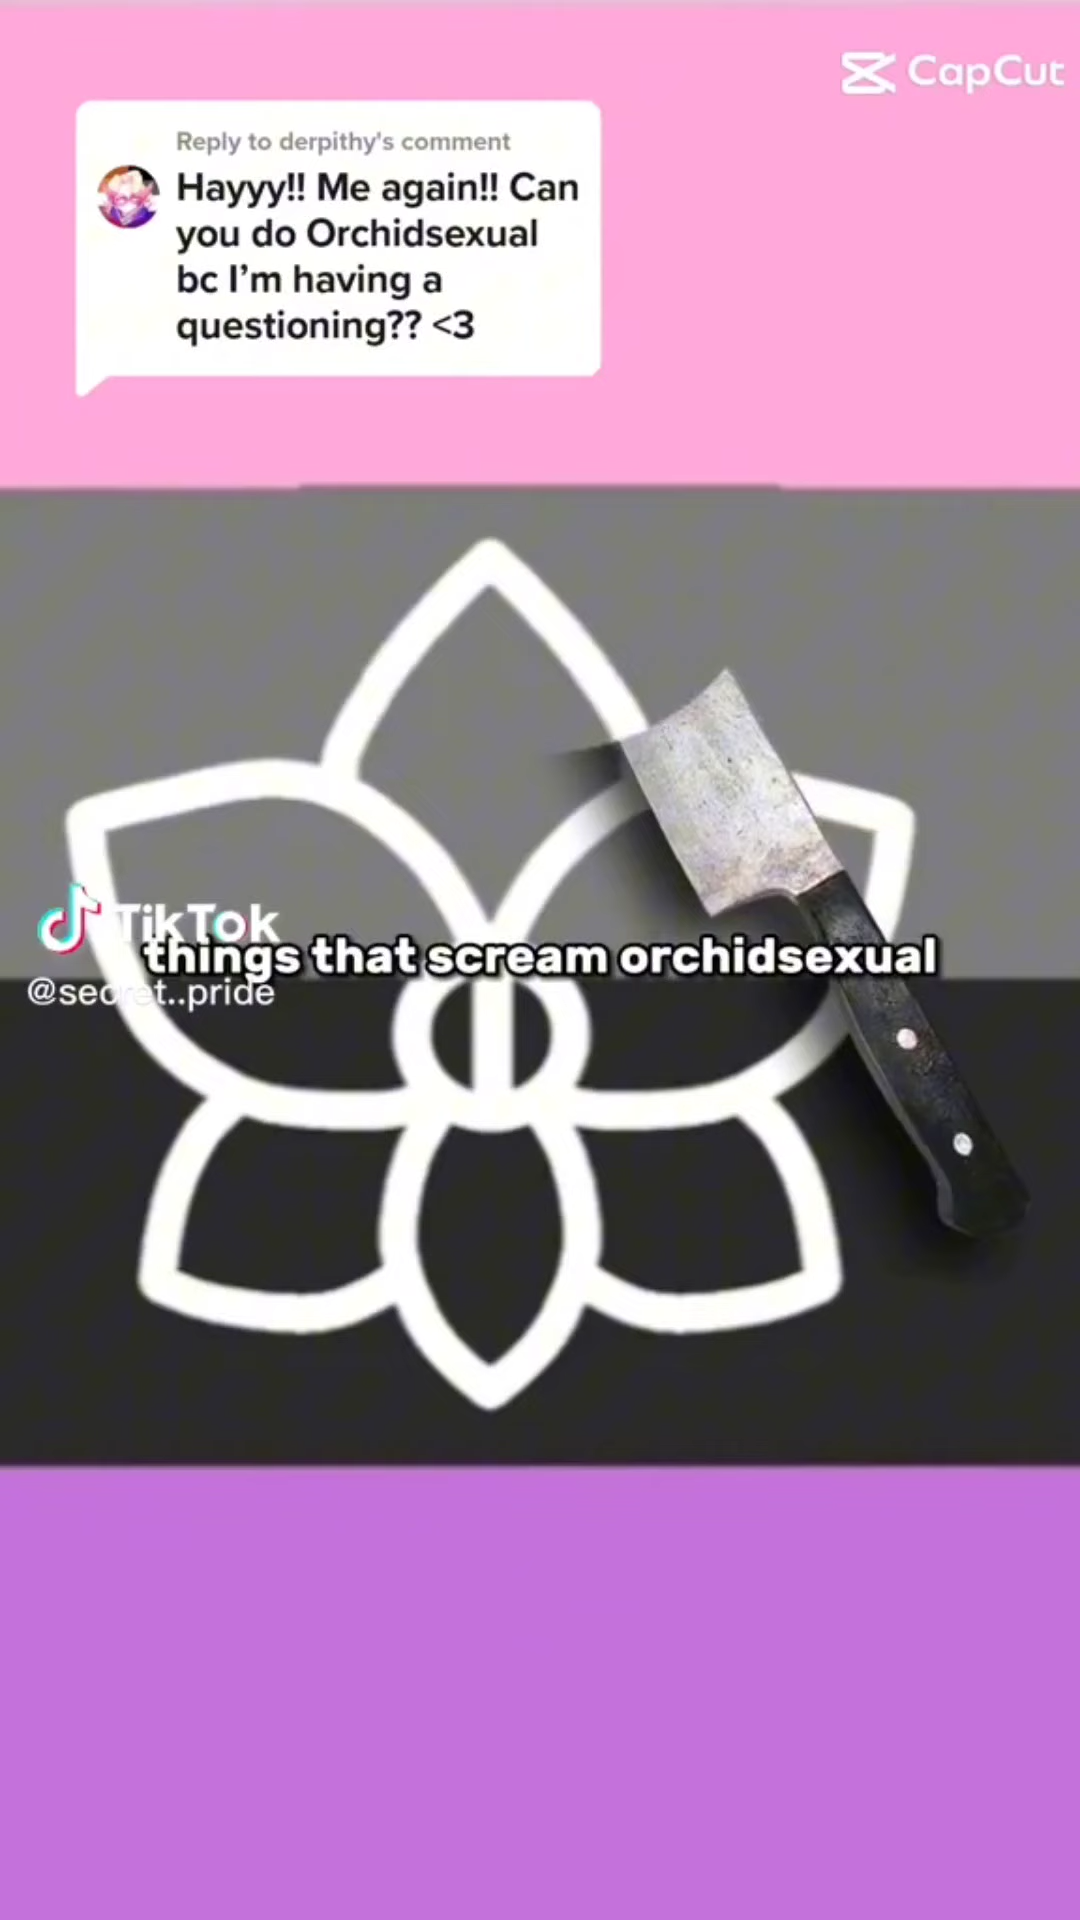 CapCut
Reply to derpithy's comment
Hayyy!! Me again!! Can
you do Orchidsexual
bc I’m having a
questioning?? <3
TikTok
things that scream orchidsexual
@secret..pride